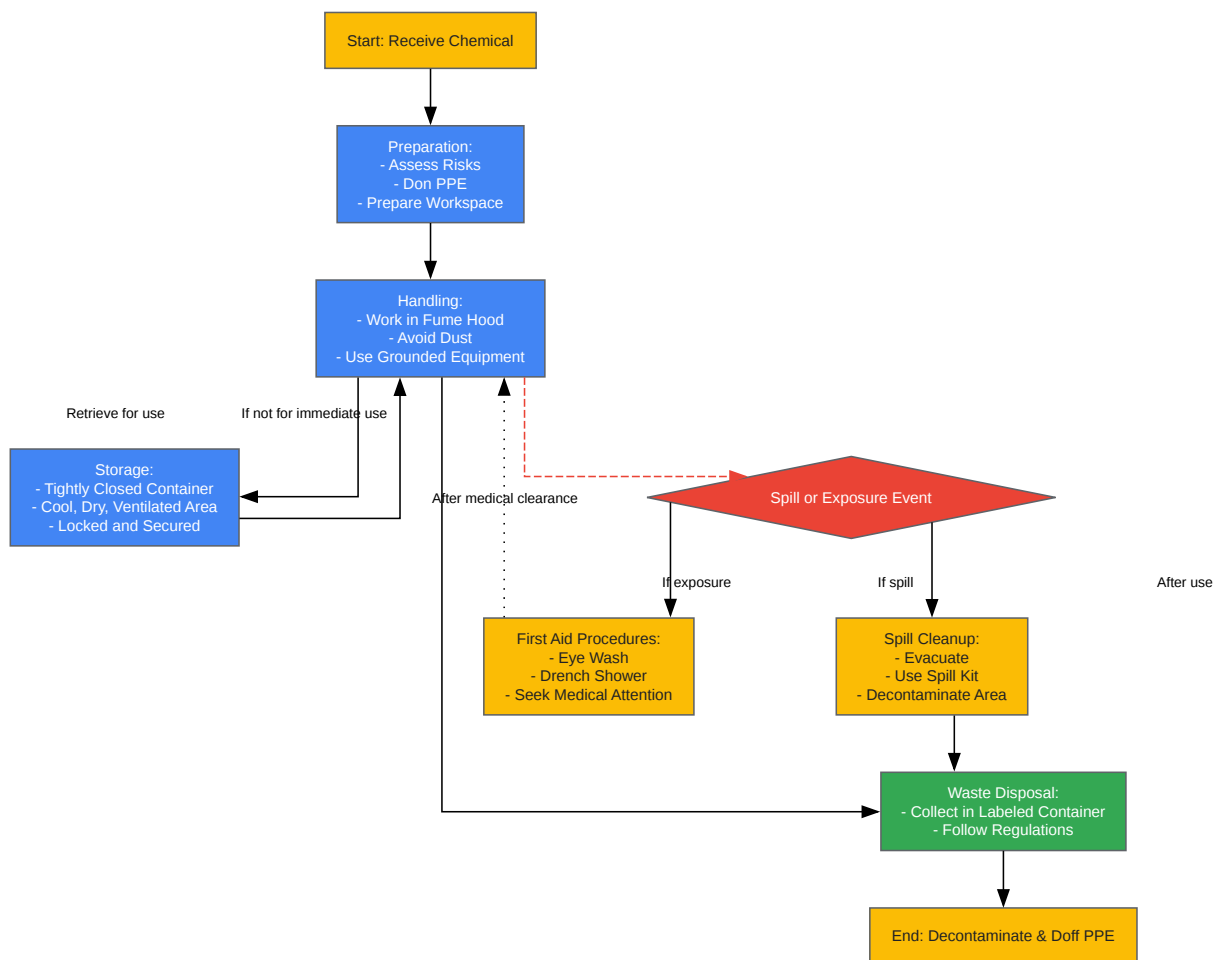 Start: Receive Chemical
Preparation:
- Assess Risks
- Don PPE
- Prepare Workspace
Handling:
- Work in Fume Hood
- Avoid Dust
- Use Grounded Equipment
Retrieve for use
If not for immediate use
Storage:
- Tightly Closed Container
- Cool, Dry, Ventilated Area
- Locked and Secured
After medical clearance
Spill or Exposure Event
If exposure
If spill
After use
First Aid Procedures:
- Eye Wash
- Drench Shower
- Seek Medical Attention
Spill Cleanup:
- Evacuate
- Use Spill Kit
- Decontaminate Area
Waste Disposal:
- Collect in Labeled Container
- Follow Regulations
End: Decontaminate & Doff PPE